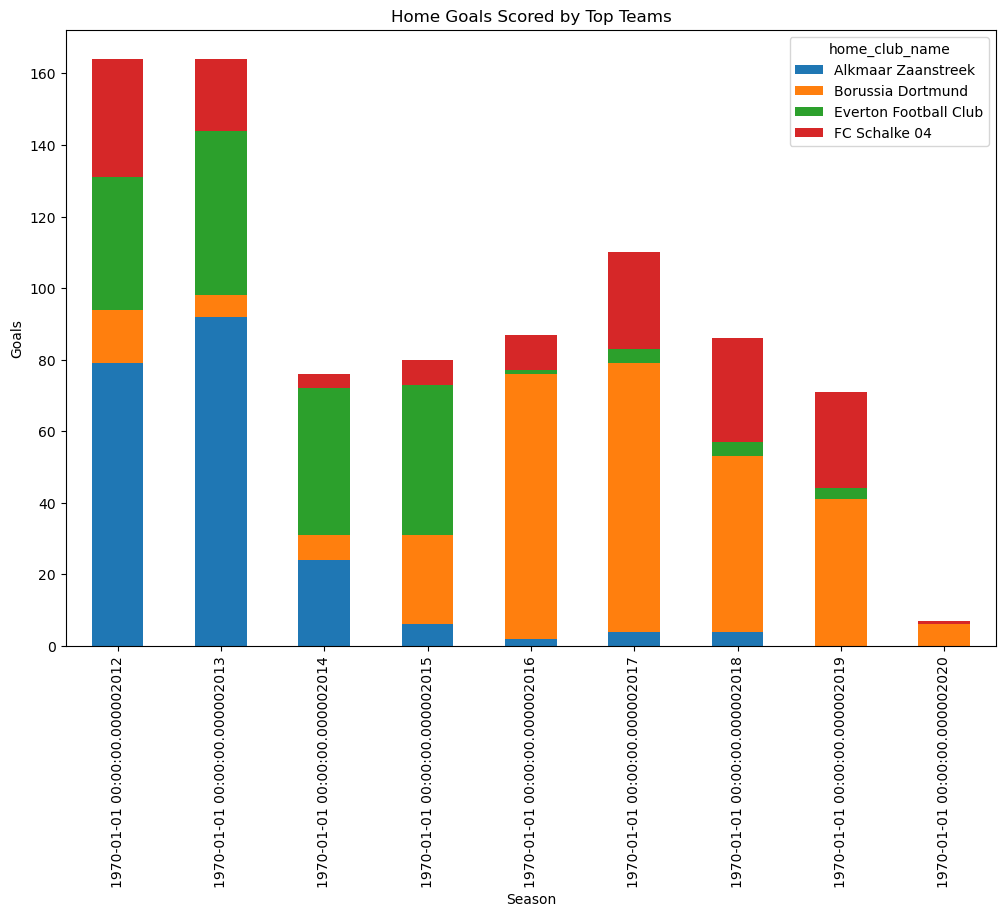 Home Goals Scored by Top Teams
home_club_name
Alkmaar Zaanstreek
Borussia Dortmund
Everton Football Club
FC Schalke 04
Goals
160
140
120
100
80
60
40
20
0
1970-01-01 00:00:00.000002012
1970-01-01 00:00:00.000002013
1970-01-01 00:00:00.000002014
1970-01-01 00:00:00.000002015
1970-01-01 00:00:00.000002016
1970-01-01 00:00:00.000002017
1970-01-01 00:00:00.000002018
1970-01-01 00:00:00.000002019
1970-01-01 00:00:00.000002020
Season